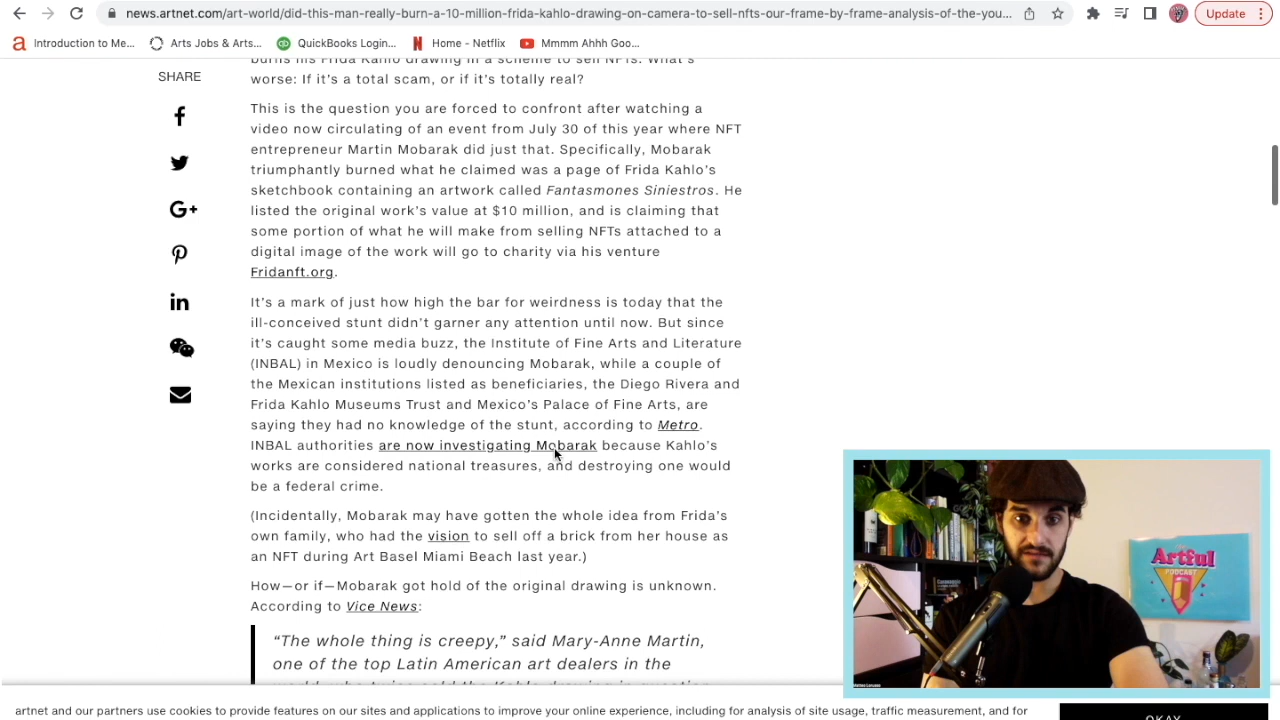 news.artnet.com/art-world/did-this-man-really-burn-a-10-million-frida-kahlo-drawing-on-camera-to-sell-nfts-our-frame-by-frame-analysis-of-the-you...
Update
Introduction to Me...
Arts Jobs & Arts...
QuickBooks Login...
Home - Netflix
Mmmm Ahhh Goo...
burns his Frida Kahlo drawing in a scheme to sell NFTs. What's
worse: If it's a total scam, or if it's totally real?
SHARE
This is the question you are forced to confront after watching a
video now circulating of an event from July 30 of this year where NFT
entrepreneur Martin Mobarak did just that. Specifically, Mobarak
triumphantly burned what he claimed was a page of Frida Kahlo's
sketchbook containing an artwork called Fantasmones Siniestros. He
listed the original work's value at $10 million, and is claiming that
some portion of what he will make from selling NFTs attached to a
digital image of the work will go to charity via his venture
Fridanft.org.
It's a mark of just how high the bar for weirdness is today that the
ill-conceived stunt didn't garner any attention until now. But since
it's caught some media buzz, the Institute of Fine Arts and Literature
(INBAL) in Mexico is loudly denouncing Mobarak, while a couple of
the Mexican institutions listed as beneficiaries, the Diego Rivera and
Frida Kahlo Museums Trust and Mexico's Palace of Fine Arts, are
saying they had no knowledge of the stunt, according to Metro.
INBAL authorities are now investigating Mobarak because Kahlo's
works are considered national treasures, and destroying one would
be a federal crime.
(Incidentally, Mobarak may have gotten the whole idea from Frida's
own family, who had the vision to sell off a brick from her house as
an NFT during Art Basel Miami Beach last year.)
How—or if—Mobarak got hold of the original drawing is unknown.
According to Vice News:
"The whole thing is creepy," said Mary-Anne Martin,
one of the top Latin American art dealers in the
Artful
PODCAST
artnet and our partners use cookies to provide features on our sites and applications to improve your online experience, including for analysis of site usage, traffic measurement, and for
OKAY